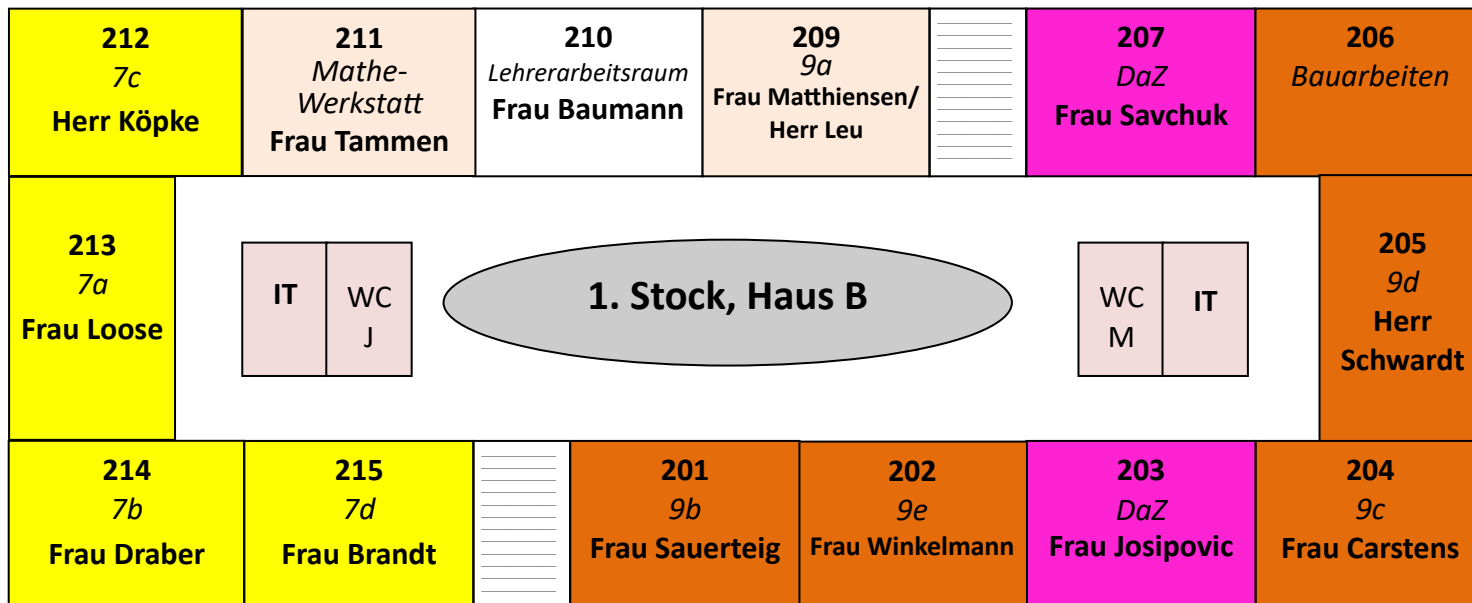 212
7c
Herr Köpke
211
Mathe-
Werkstatt
Frau Tammen
210
Lehrerarbeitsraum
Frau Baumann
209
9a
Frau Matthiensen/
Herr Leu
207
DaZ
Frau Savchuk
206
Bauarbeiten
213
7a
Frau Loose
IT
WC
J
1. Stock, Haus B
WC
M
IT
205
9d
Herr
Schwardt
214
7b
Frau Draber
215
7d
Frau Brandt
201
9b
Frau Sauerteig
202
9e
Frau Winkelmann
203
DaZ
Frau Josipovic
204
9c
Frau Carstens